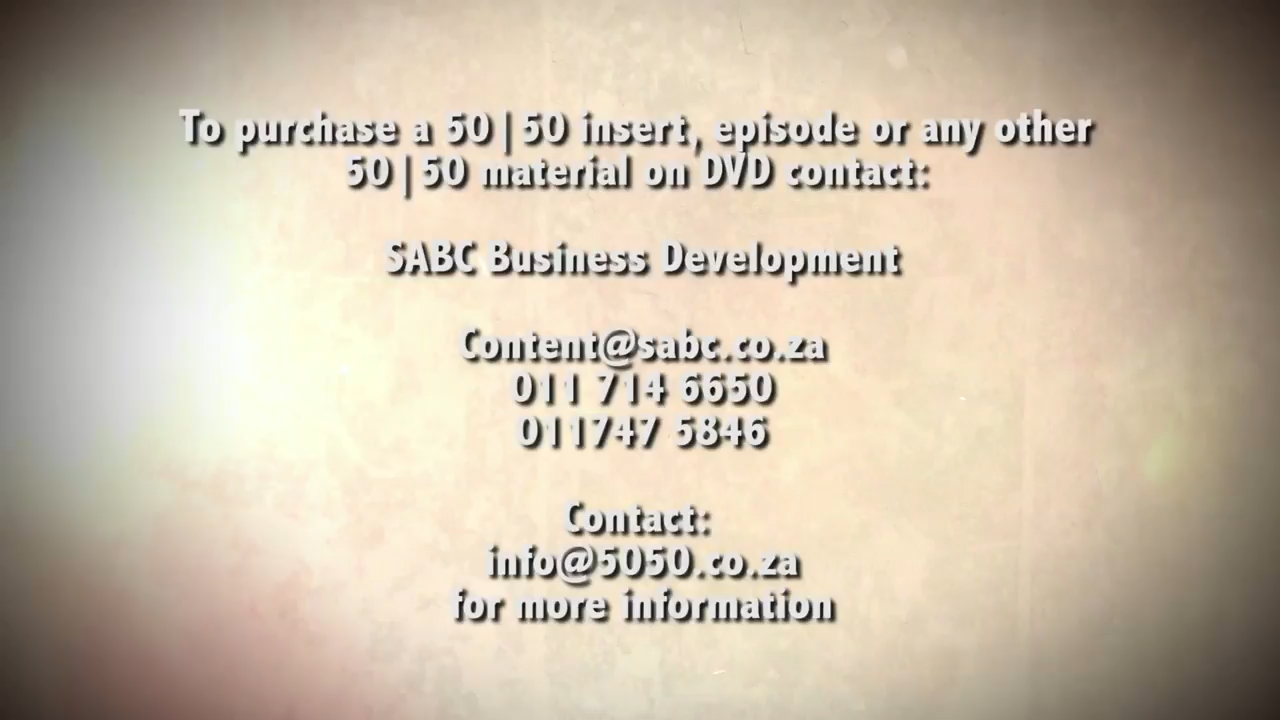 To purchase a 50|50 insert, episode or any other
50|50 material on DVD contact:
SABC Business Development
Content@sabc.co.za
011 714 6650
011747 5846
Contact:
info@5050.co.za
for more information